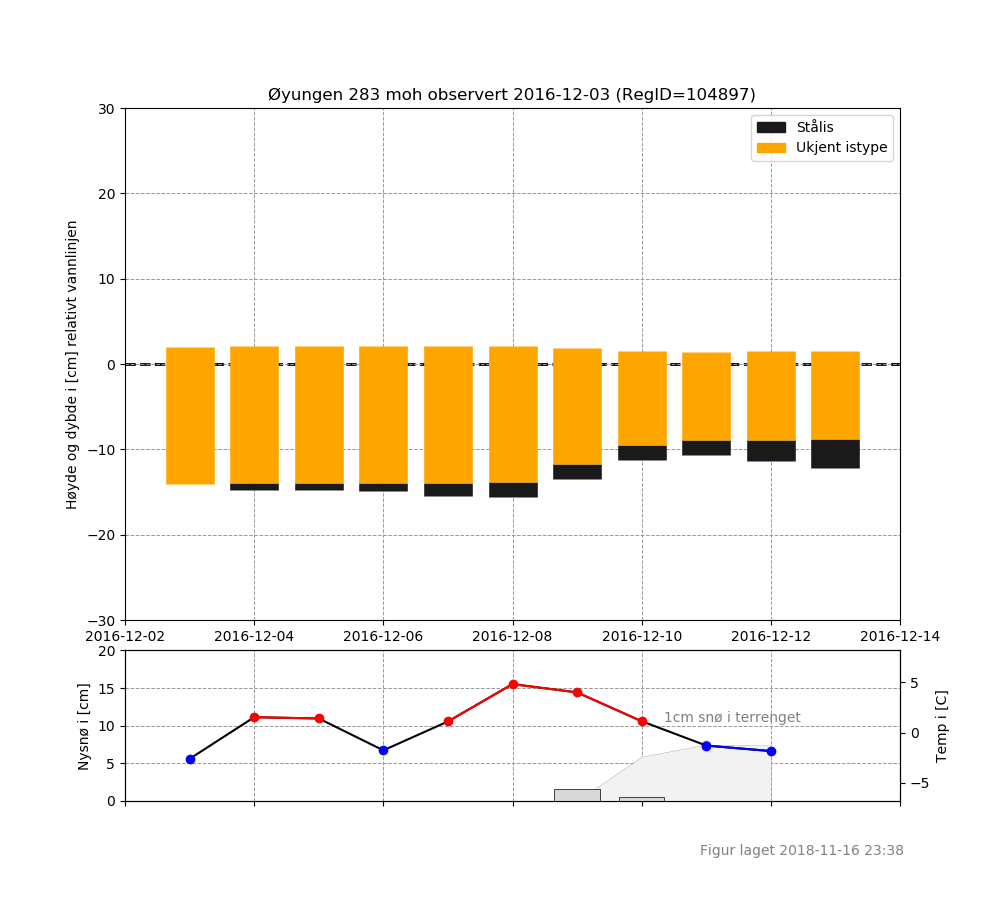 Øyungen 283 moh observert 2016-12-03 (RegID=104897)
Stålis
Ukjent istype
Høyde og dybde i [cm] relativt vannlinjen
30
20
10
0
−10
−20
−30
2016-12-02 2016-12-04 2016-12-06 2016-12-08 2016-12-10 2016-12-12 2016-12-14
Nysnø i [cm]
20
15
10
5
0
1cm snø i terrenget
5
0
−5
Temp i [C]
Figur laget 2018-11-16 23:38